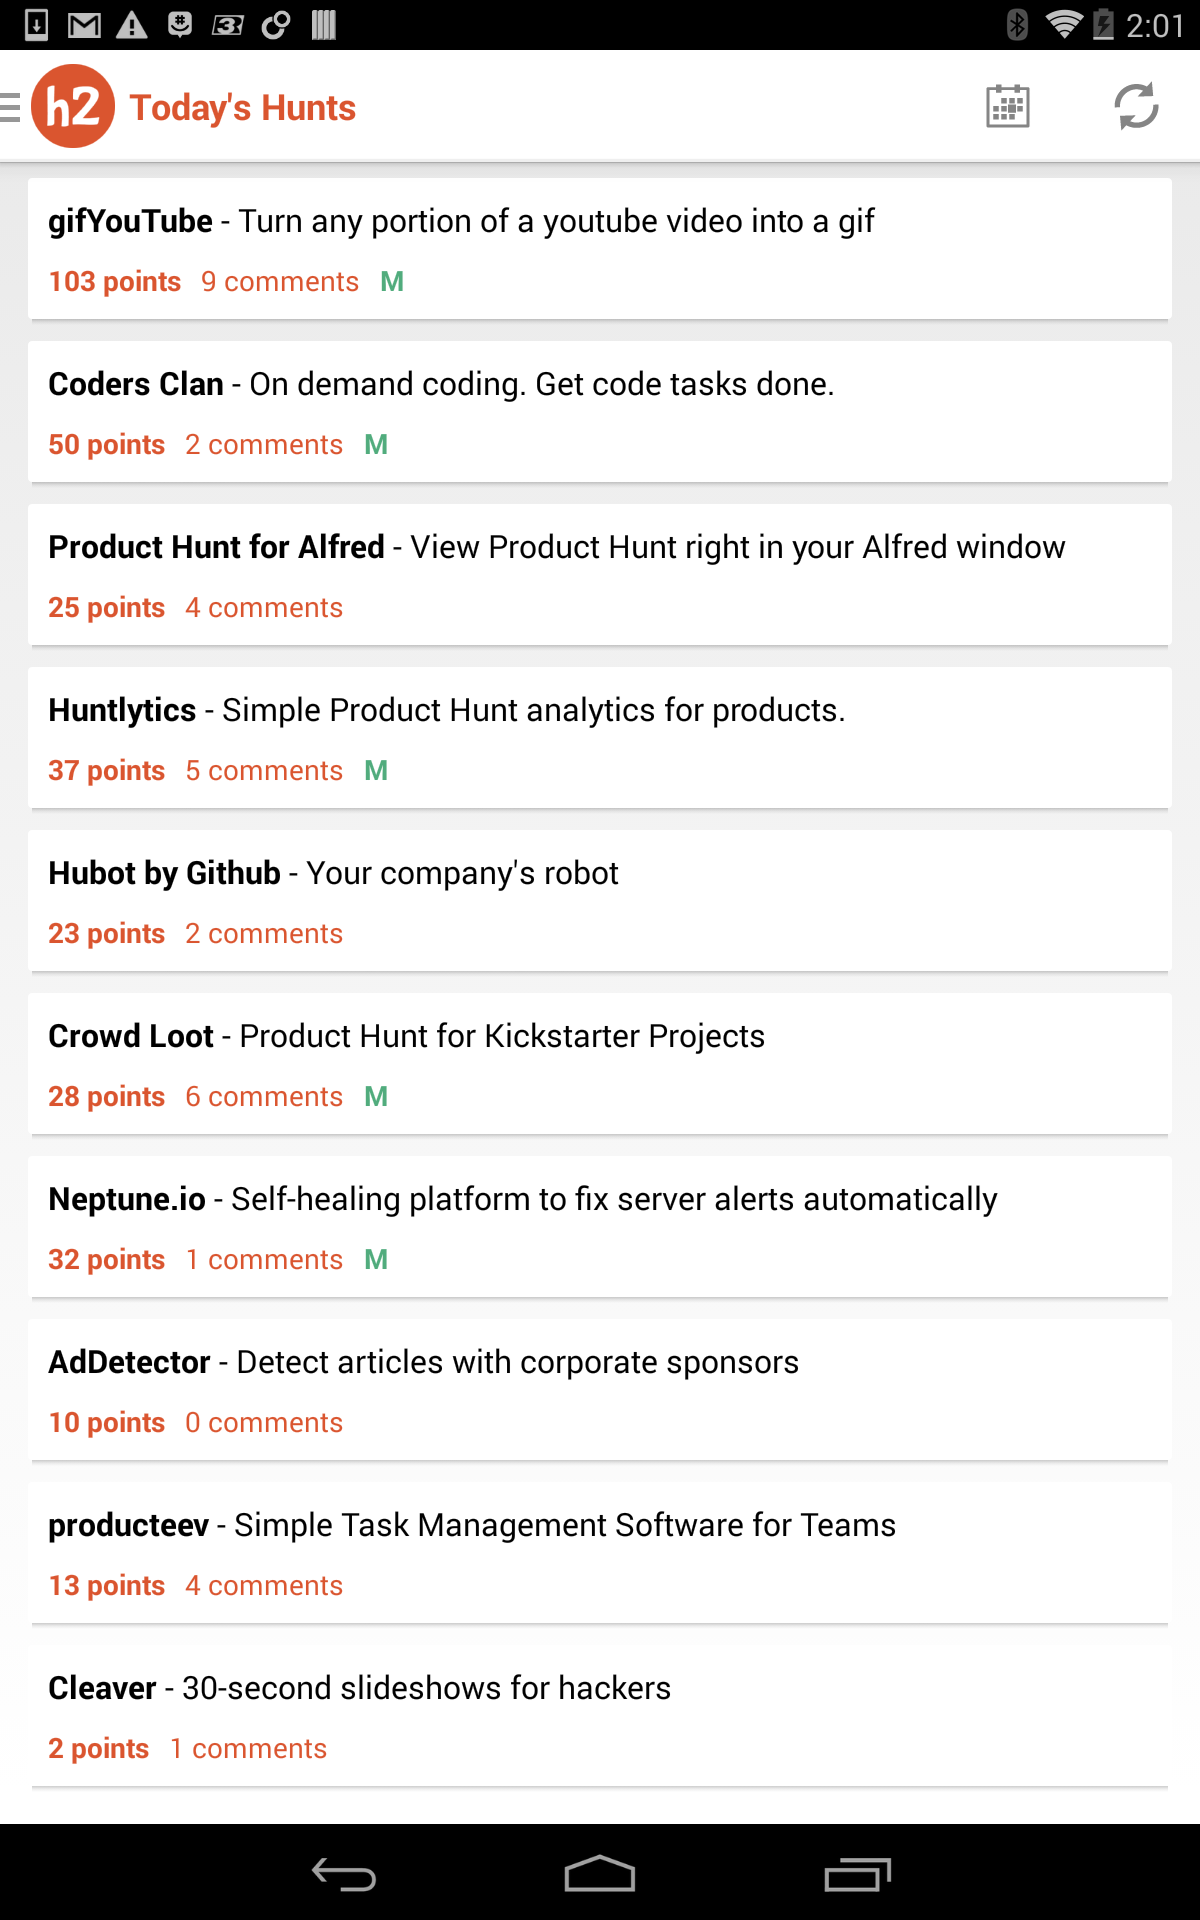 2:01
h2 Today's Hunts
gifYouTube - Turn any portion of a youtube video into a gif
103 points 9 comments M
Coders Clan - On demand coding. Get code tasks done.
50 points 2 comments M
Product Hunt for Alfred - View Product Hunt right in your Alfred window
25 points 4 comments
Huntlytics - Simple Product Hunt analytics for products.
37 points 5 comments M
Hubot by Github - Your company's robot
23 points 2 comments
Crowd Loot - Product Hunt for Kickstarter Projects
28 points 6 comments M
Neptune.io - Self-healing platform to fix server alerts automatically
32 points 1 comments M
AdDetector - Detect articles with corporate sponsors
10 points 0 comments
producteev - Simple Task Management Software for Teams
13 points 4 comments
Cleaver - 30-second slideshows for hackers
2 points 1 comments